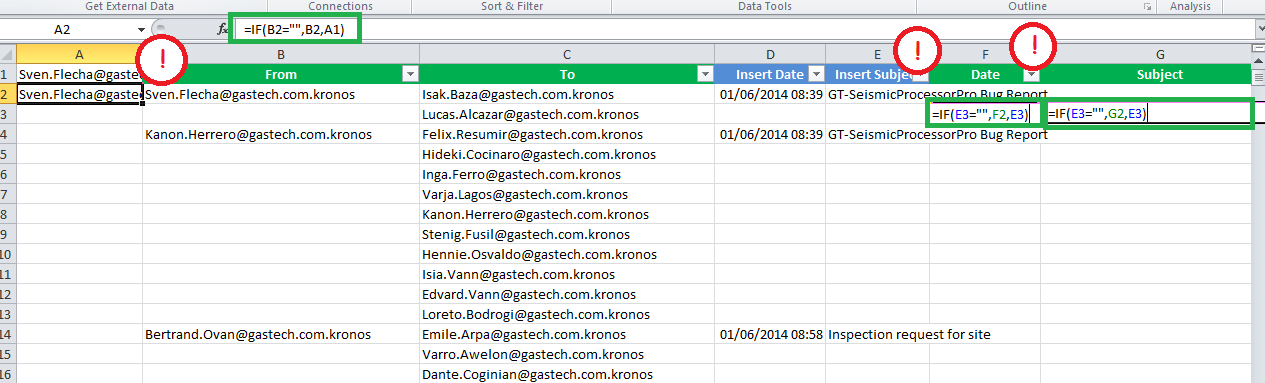 Get External Data Connections Sort & Filter Data Tools Outline Analysis
A2 fx =IF(B2="",B2,A1)
A B C D E F G
1 Sven.Flecha@gaste ! From To Insert Date Insert Subje ! Date ! Subject
2 Sven.Flecha@gaste Sven.Flecha@gastech.com.kronos Isak.Baza@gastech.com.kronos 01/06/2014 08:39 GT-SeismicProcessorPro Bug Report
3 Lucas.Alcazar@gastech.com.kronos =IF(E3="",F2,E3) =IF(E3="",G2,E3)
4 Kanon.Herrero@gastech.com.kronos Felix.Resumir@gastech.com.kronos 01/06/2014 08:39 GT-SeismicProcessorPro Bug Report
5 Hideki.Cocinaro@gastech.com.kronos
6 Inga.Ferro@gastech.com.kronos
7 Varja.Lagos@gastech.com.kronos
8 Kanon.Herrero@gastech.com.kronos
9 Stenig.Fusil@gastech.com.kronos
10 Hennie.Osvaldo@gastech.com.kronos
11 Isia.Vann@gastech.com.kronos
12 Edvard.Vann@gastech.com.kronos
13 Loreto.Bodrogi@gastech.com.kronos
14 Bertrand.Ovan@gastech.com.kronos Emile.Arpa@gastech.com.kronos 01/06/2014 08:58 Inspection request for site
15 Varro.Awelon@gastech.com.kronos
16 Dante.Coginian@gastech.com.kronos